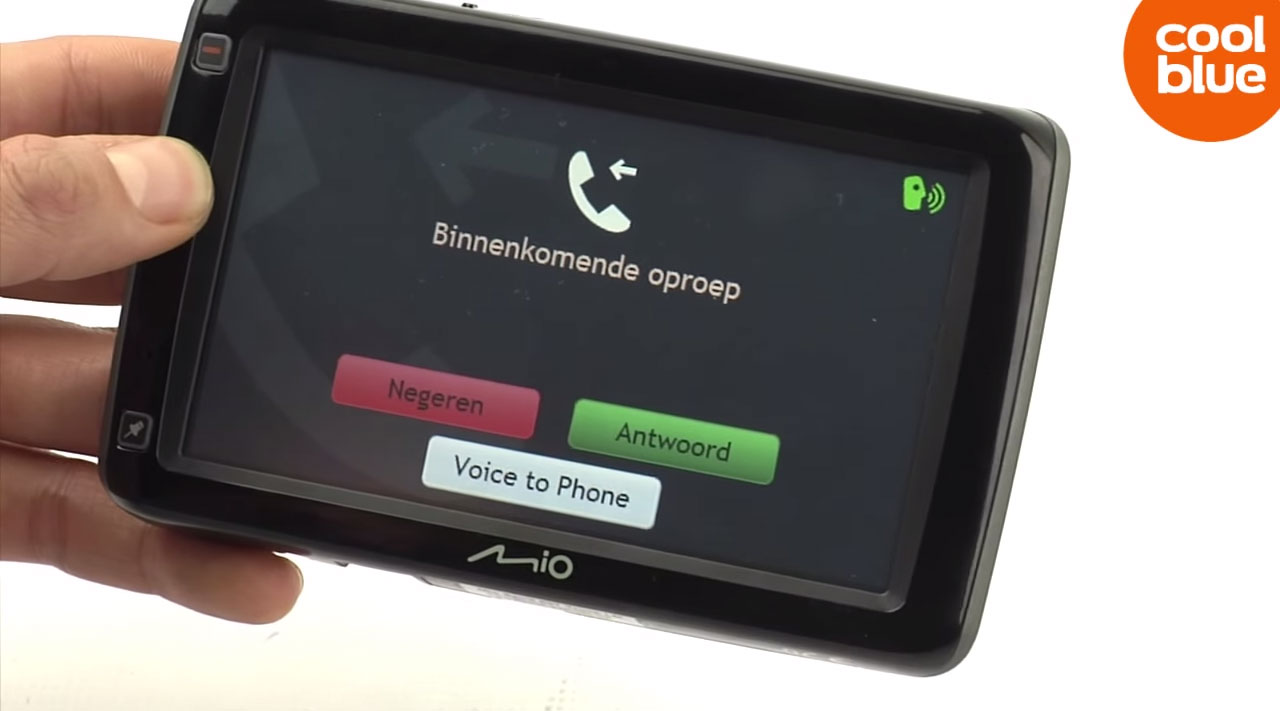 cool
blue
Binnenkomende oproep
Negeren
Antwoord
Voice to Phone
Mio